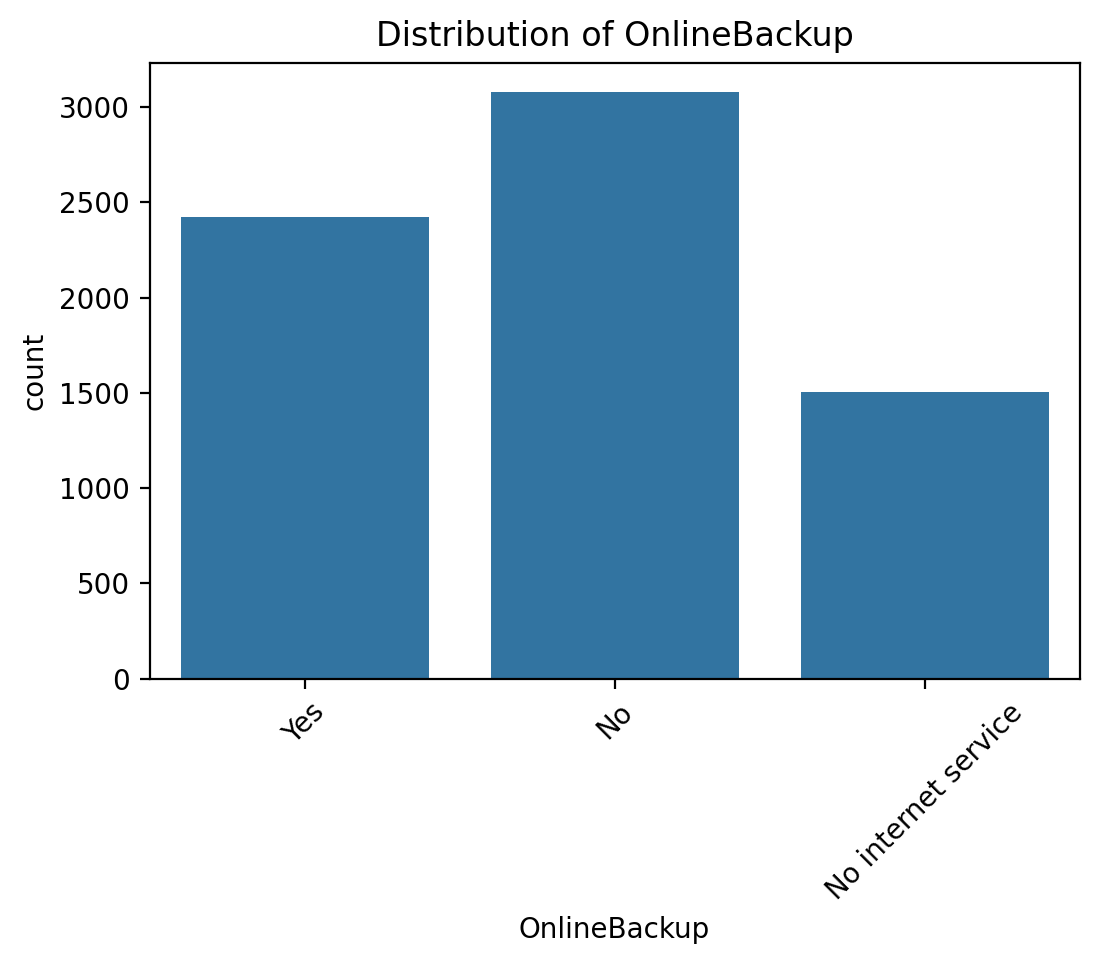 Distribution of OnlineBackup
3000
2500
2000
1500
1000
500
0
count
Yes
No
No internet service
OnlineBackup